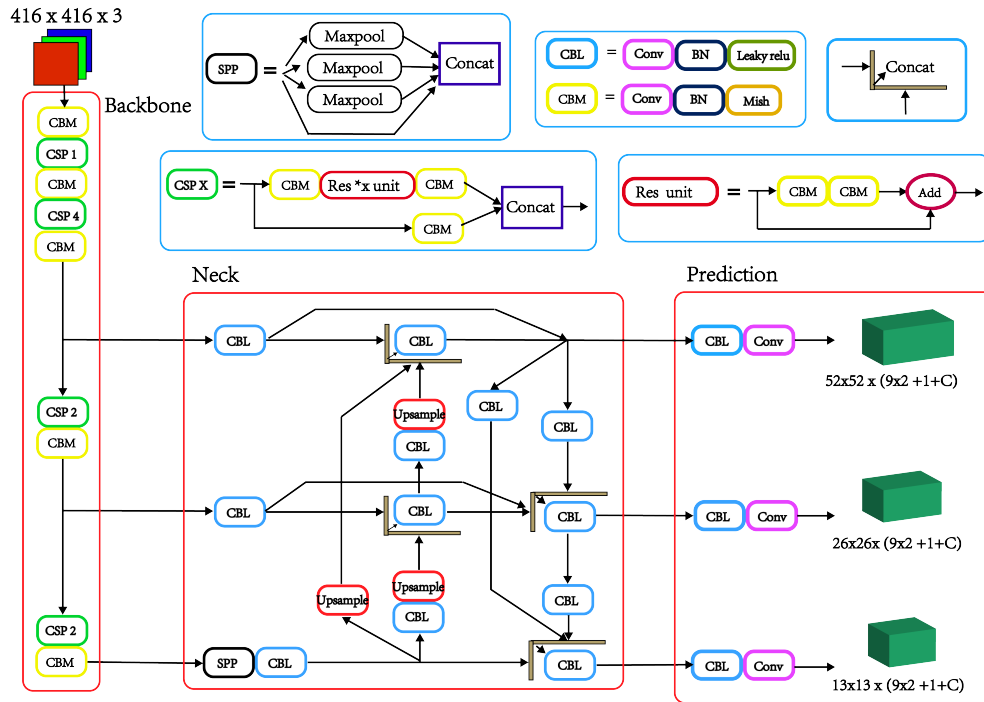 416 x 416 x 3
Backbone
CBM
CSP 1
CBM
CSP 4
CBM
CSP 2
CBM
CSP 2
CBM
SPP
=
Maxpool
Maxpool
Maxpool
Concat
CBL = Conv BN Leaky relu
CBM = Conv BN Mish
Concat
CSP X = CBM Res *x unit CBM
CBM
Concat
Res unit = CBM CBM Add
Neck
CBL
CBL
Upsample
CBL
CBL
CBL
CBL
CBL
CBL
Upsample
Upsample
CBL
CBL
SPP CBL
CBL
Prediction
CBL Conv
52x52 x (9x2 +1+C)
CBL Conv
26x26x (9x2 +1+C)
CBL Conv
13x13 x (9x2 +1+C)